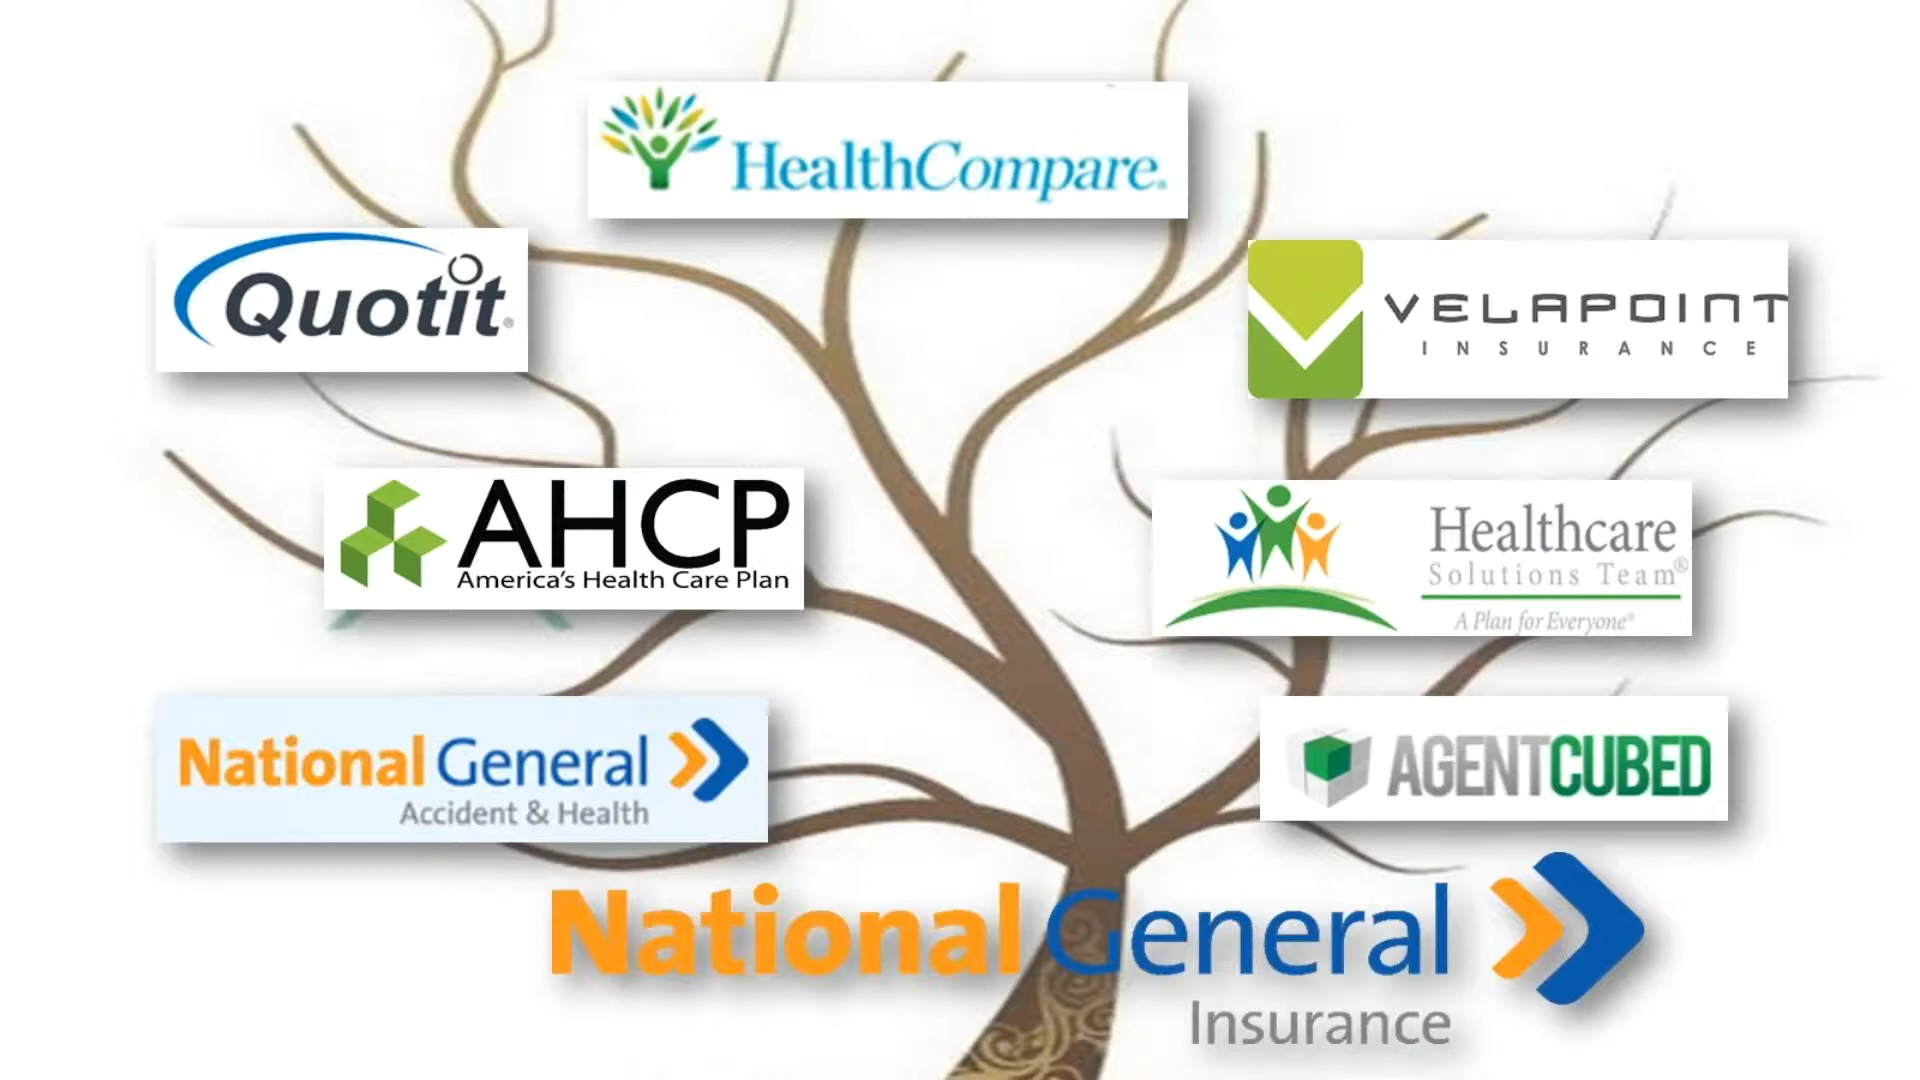 HealthCompare®
Quotit®
VELAPOINT
INSURANCE
AHCP
America's Health Care Plan
Healthcare
Solutions Team®
A Plan for Everyone®
National General
Accident & Health
AGENTCUBED
National General
Insurance